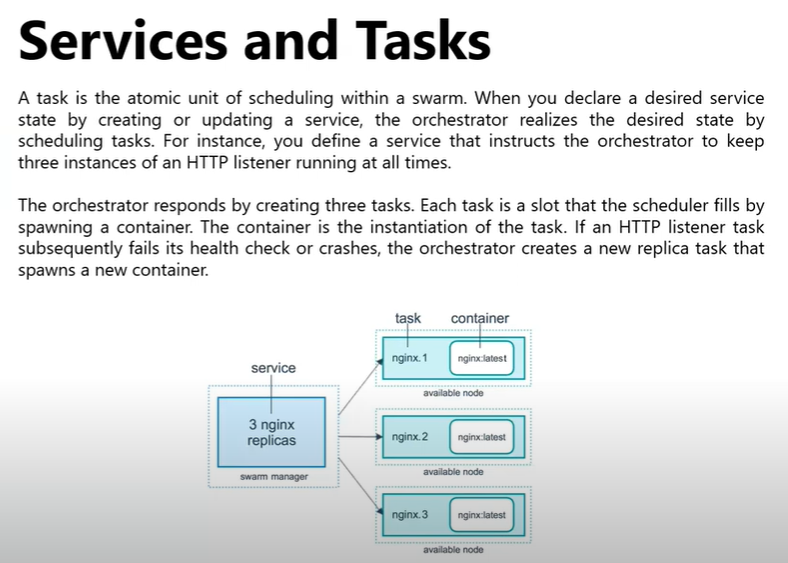 Services and Tasks
A task is the atomic unit of scheduling within a swarm. When you declare a desired service
state by creating or updating a service, the orchestrator realizes the desired state by
scheduling tasks. For instance, you define a service that instructs the orchestrator to keep
three instances of an HTTP listener running at all times.
The orchestrator responds by creating three tasks. Each task is a slot that the scheduler fills by
spawning a container. The container is the instantiation of the task. If an HTTP listener task
subsequently fails its health check or crashes, the orchestrator creates a new replica task that
spawns a new container.
task container
nginx.1 nginx:latest
available node
service
3 nginx
replicas
swarm manager
nginx.2 nginx:latest
available node
nginx.3 nginx:latest
available node